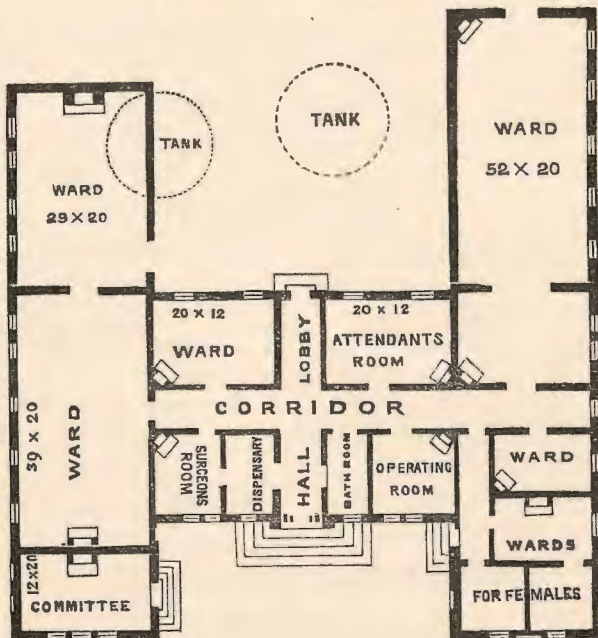 TANK
TANK
WARD
52 X 20
WARD
29 X 20
20 X 12
WARD
LOBBY
20 X 12
ATTENDANTS
ROOM
CORRIDOR
39 X 20
WARD
SURGEONS
ROOM
DISPENSARY
HALL
BATH ROOM
OPERATING
ROOM
WARD
WARDS
FOR FEMALES
12X20
COMMITTEE